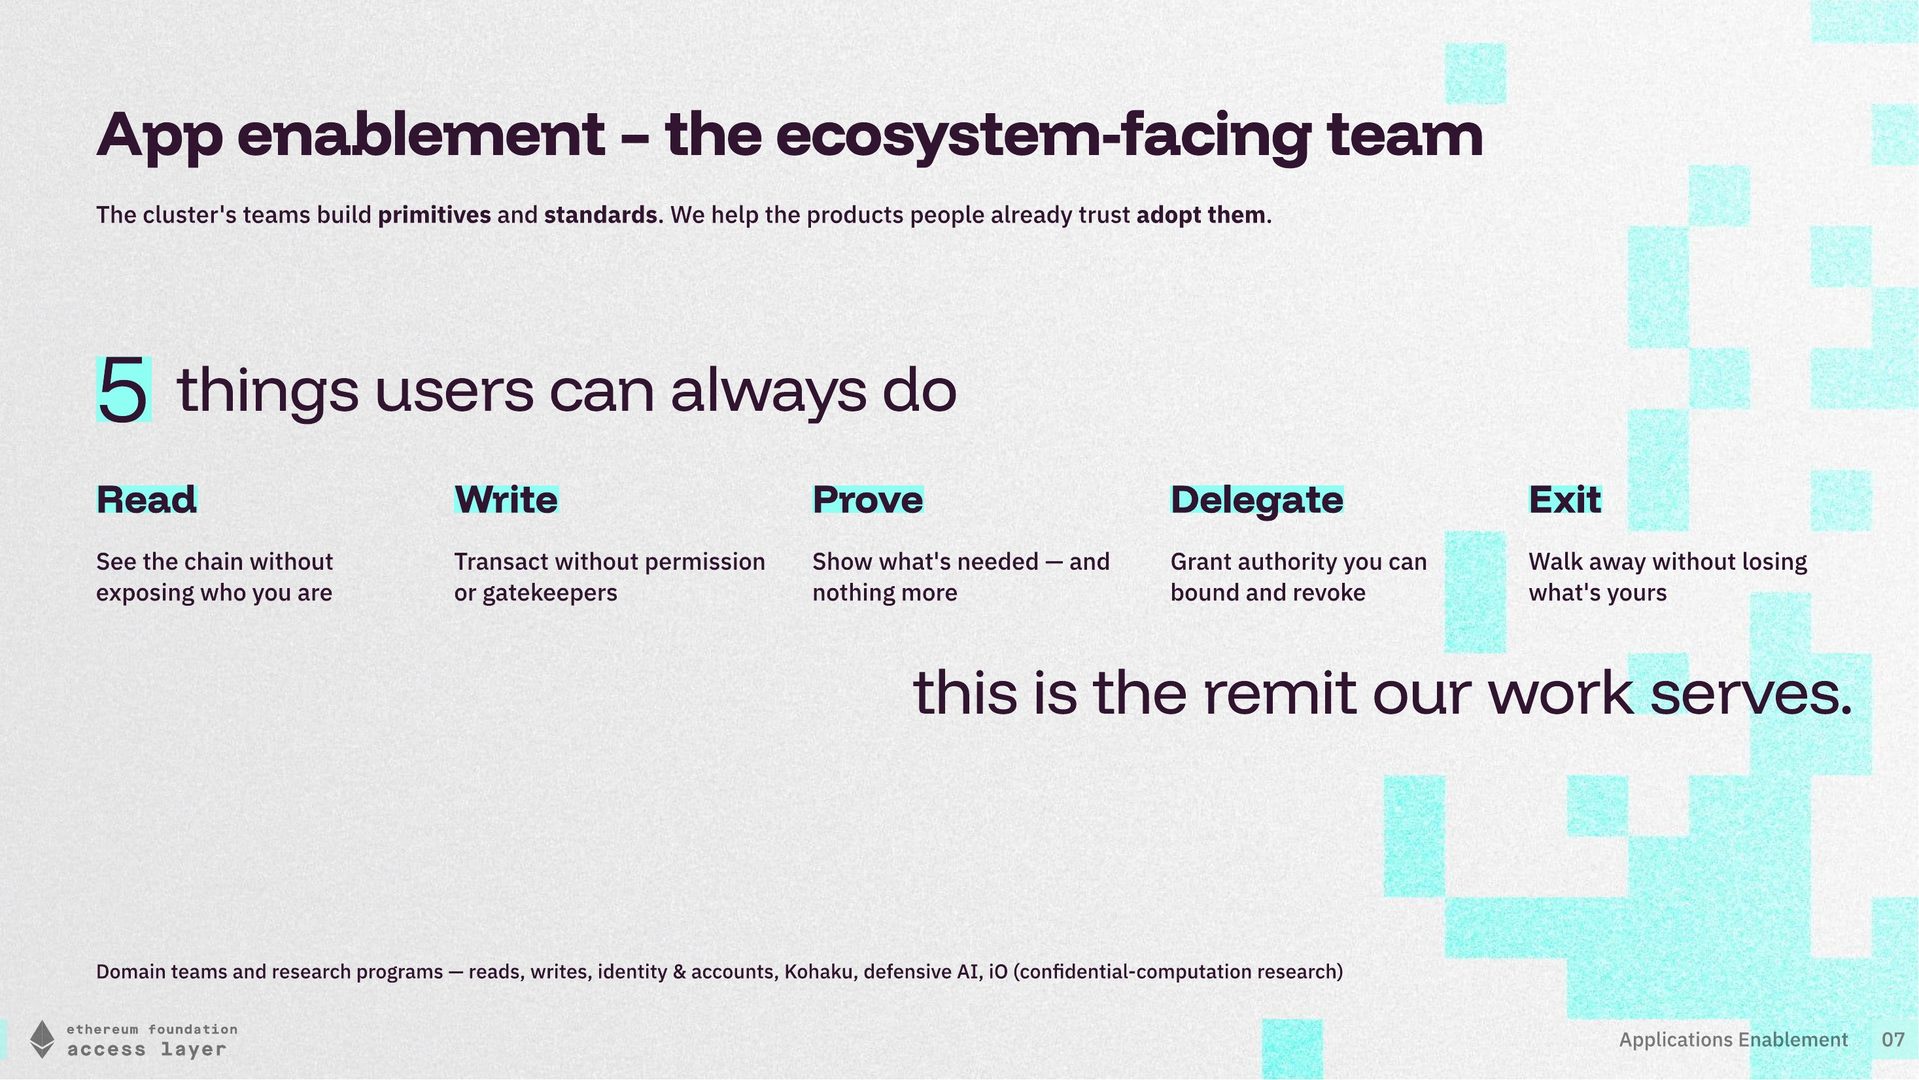 App enablement – the ecosystem-facing team
The cluster's teams build primitives and standards. We help the products people already trust adopt them.
5 things users can always do
Read
See the chain without
exposing who you are
Write
Transact without permission
or gatekeepers
Prove
Show what's needed — and
nothing more
Delegate
Grant authority you can
bound and revoke
Exit
Walk away without losing
what's yours
this is the remit our work serves.
Domain teams and research programs — reads, writes, identity & accounts, Kohaku, defensive AI, iO (confidential-computation research)
ethereum foundation
access layer
Applications Enablement 07